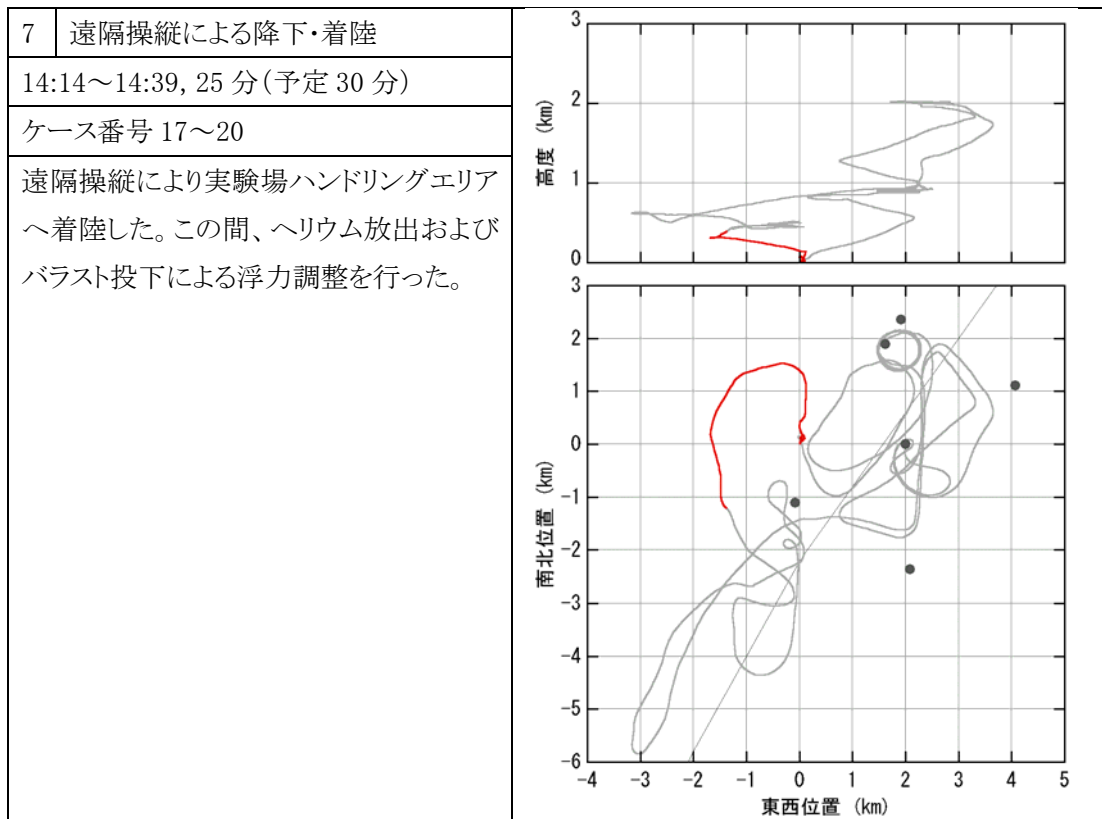 7 遠隔操縦による降下・着陸
14:14～14:39, 25 分（予定 30 分）
ケース番号 17～20
遠隔操縦により実験場ハンドリングエリア
へ着陸した。この間、ヘリウム放出および
バラスト投下による浮力調整を行った。
3
2
1
0
高度 (km)
3
2
1
0
-1
-2
-3
-4
-5
-6
南北位置 (km)
-4 -3 -2 -1 0 1 2 3 4 5
東西位置 (km)